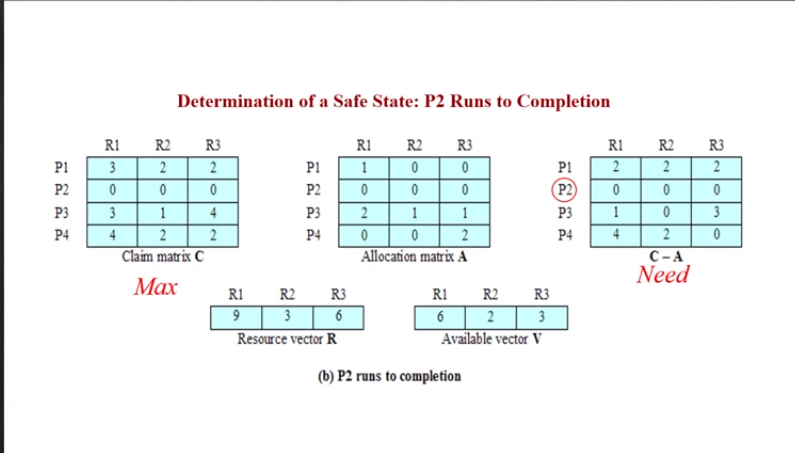 Determination of a Safe State: P2 Runs to Completion
R1 R2 R3
P1 3 2 2
P2 0 0 0
P3 3 1 4
P4 4 2 2
Claim matrix C
Max
R1 R2 R3
P1 1 0 0
P2 0 0 0
P3 2 1 1
P4 0 0 2
Allocation matrix A
R1 R2 R3
P1 2 2 2
P2 0 0 0
P3 1 0 3
P4 4 2 0
C – A
Need
R1 R2 R3
9 3 6
Resource vector R
R1 R2 R3
6 2 3
Available vector V
(b) P2 runs to completion